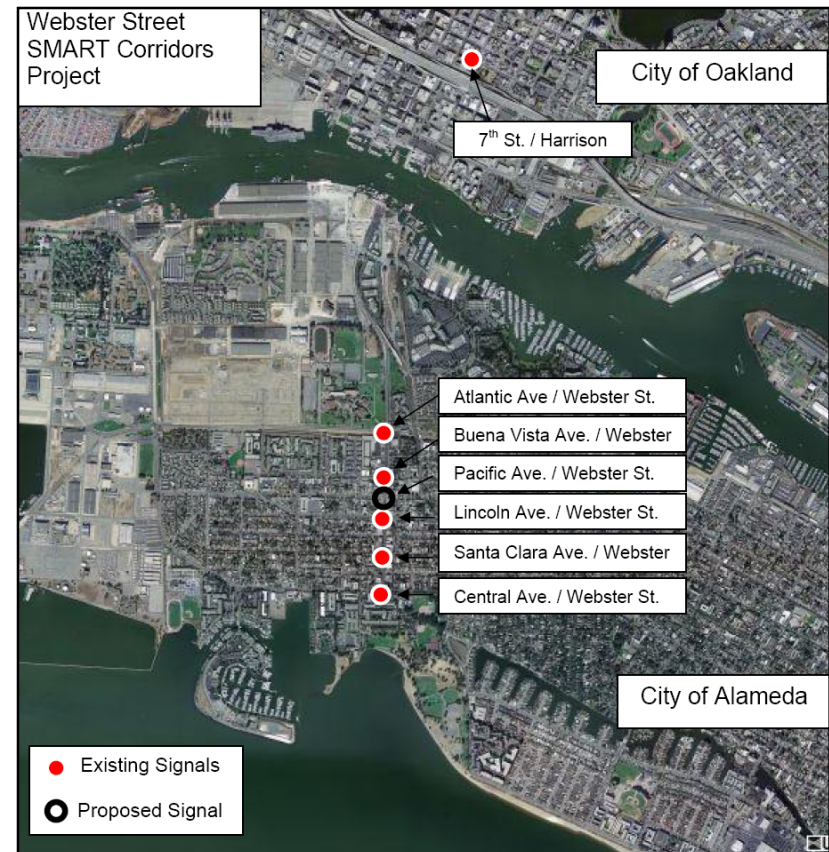 Webster Street
SMART Corridors
Project
City of Oakland
7th St. / Harrison
Atlantic Ave / Webster St.
Buena Vista Ave. / Webster
Pacific Ave. / Webster St.
Lincoln Ave. / Webster St.
Santa Clara Ave. / Webster
Central Ave. / Webster St.
City of Alameda
Existing Signals
Proposed Signal